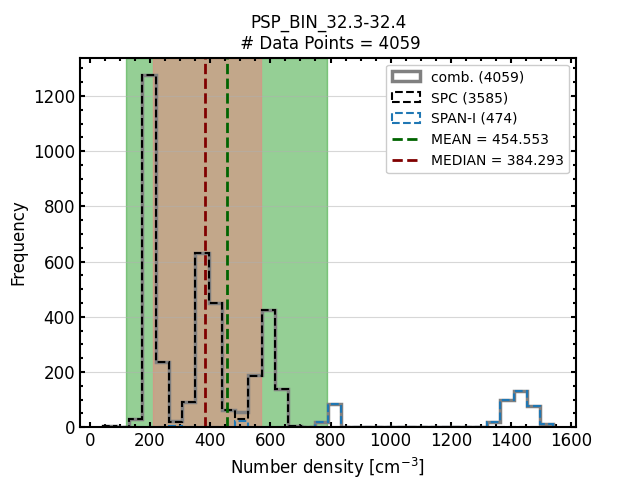 PSP_BIN_32.3-32.4
# Data Points = 4059
comb. (4059)
SPC (3585)
SPAN-I (474)
MEAN = 454.553
MEDIAN = 384.293
Frequency
1200
1000
800
600
400
200
0
0 200 400 600 800 1000 1200 1400 1600
Number density [cm⁻³]